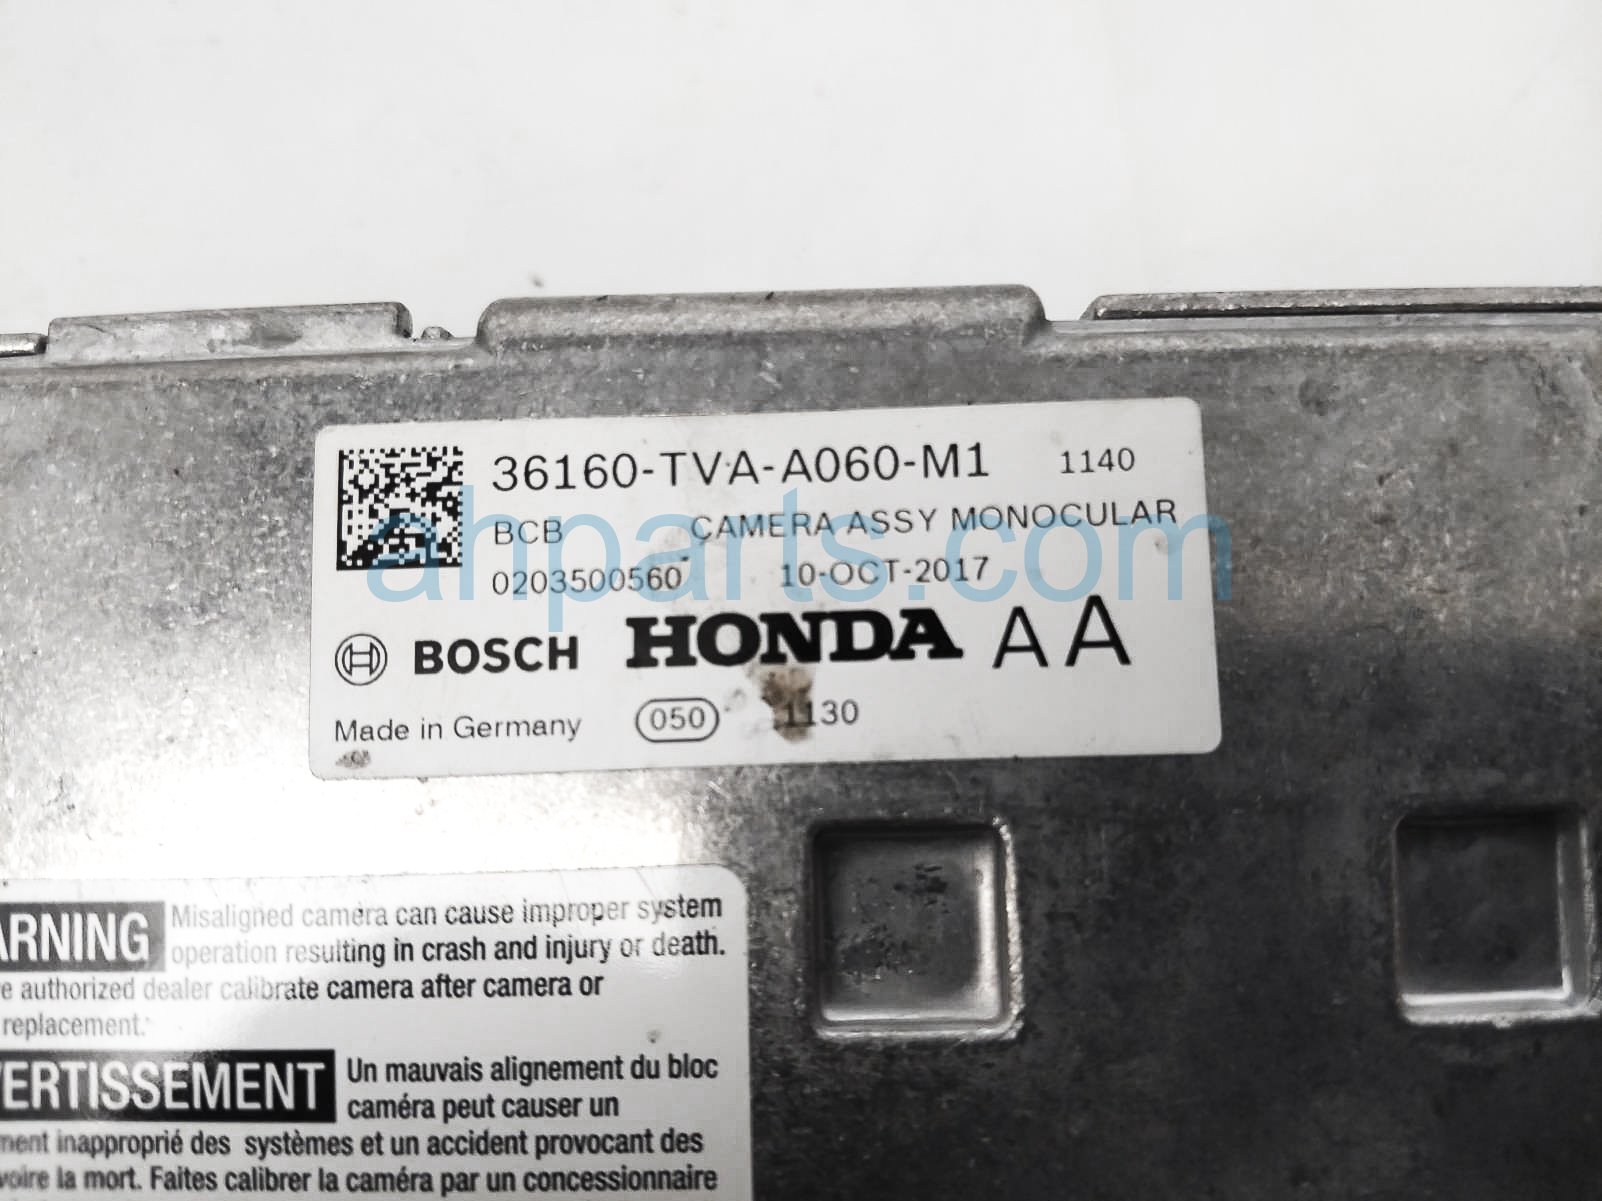 36160-TVA-A060-M1 1140
BCB CAMERA ASSY MONOCULAR
0203500560 10-OCT-2017
BOSCH HONDA AA
Made in Germany 050 1130
ahparts.com
ARNING Misaligned camera can cause improper system
operation resulting in crash and injury or death.
e authorized dealer calibrate camera after camera or
replacement.
ERTISSEMENT Un mauvais alignement du bloc
caméra peut causer un
ment inapproprié des systèmes et un accident provocant des
voire la mort. Faites calibrer la caméra par un concessionnaire